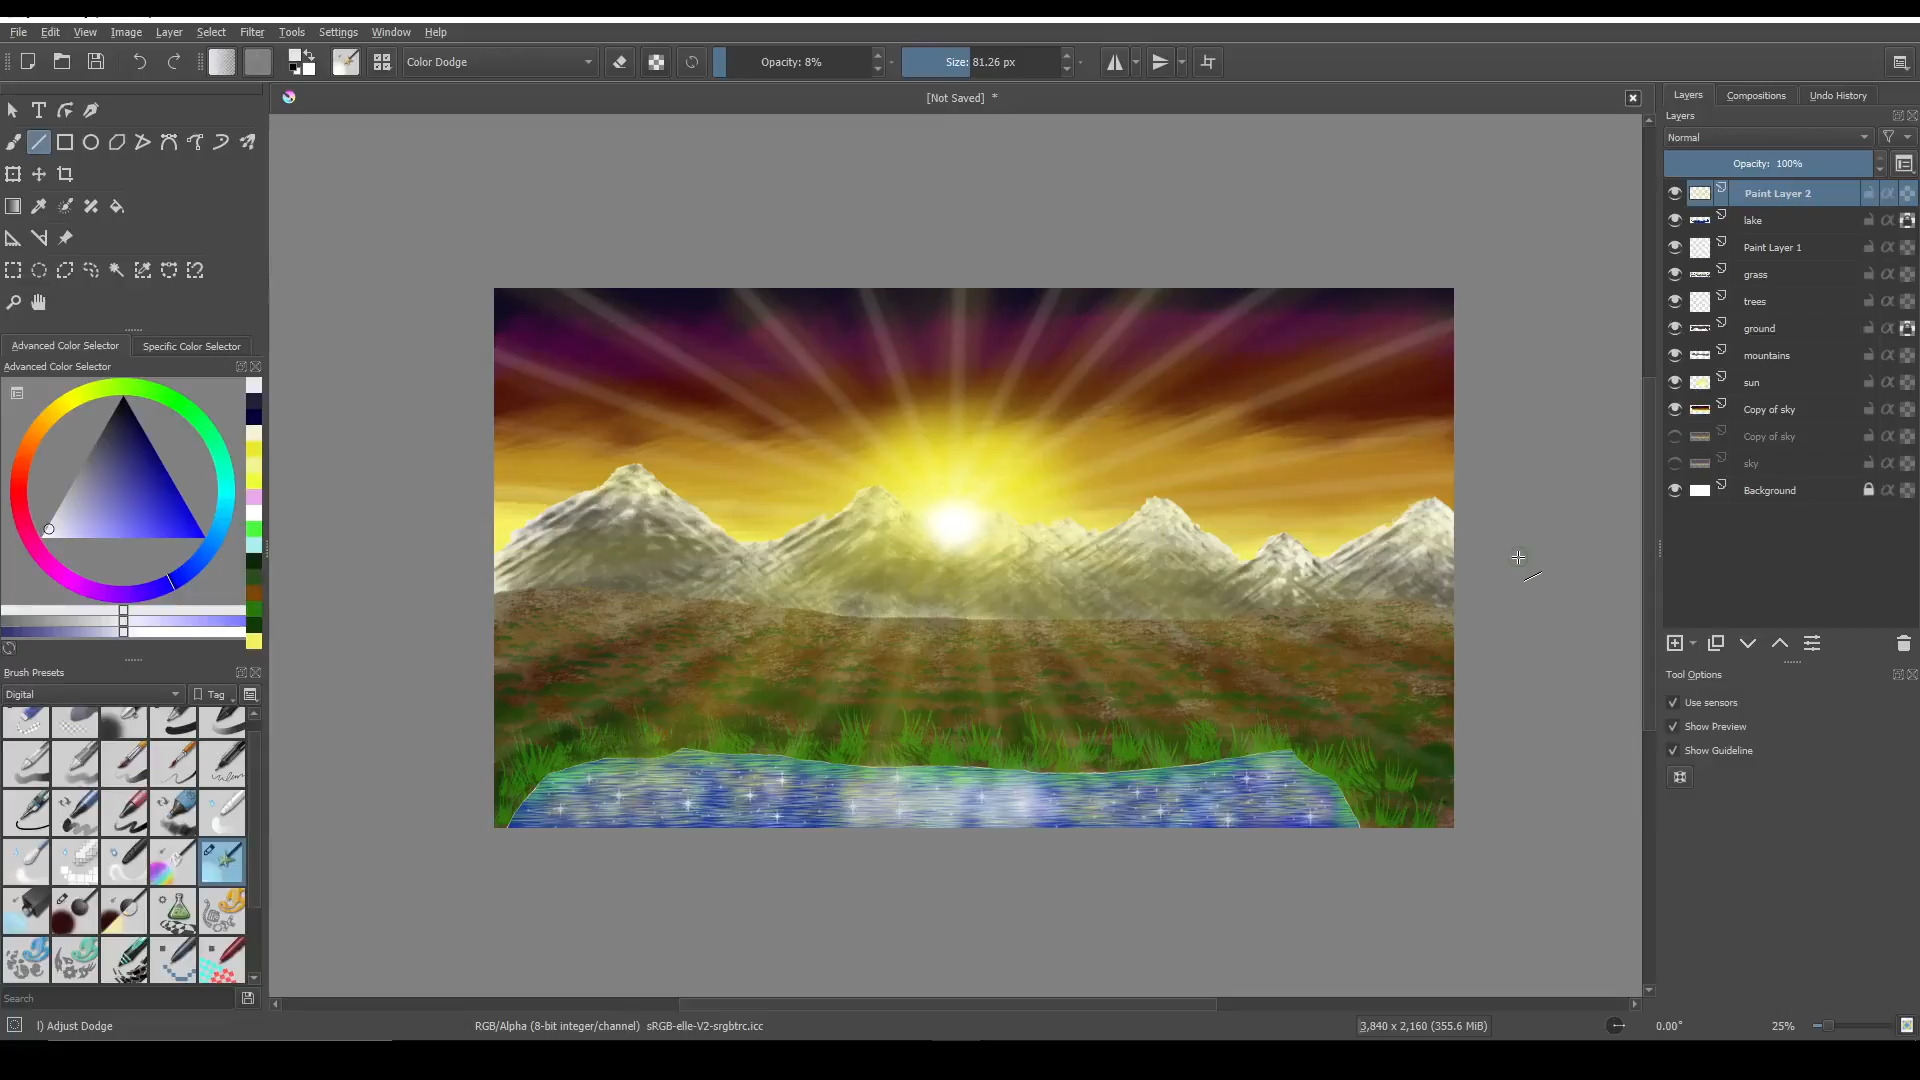 File Edit View Image Layer Select Filter Tools Settings Window Help
Color Dodge
Opacity: 8%
Size: 81.26 px
[Not Saved] *
Layers Compositions Undo History
Layers
Normal
Opacity: 100%
Paint Layer 2
lake
Paint Layer 1
grass
trees
ground
mountains
sun
Copy of sky
Copy of sky
sky
Background
Tool Options
Use sensors
Show Preview
Show Guideline
Advanced Color Selector Specific Color Selector
Advanced Color Selector
Brush Presets
Digital Tag
Search
l) Adjust Dodge
RGB/Alpha (8-bit integer/channel) sRGB-elle-V2-srgbtrc.icc
3,840 x 2,160 (355.6 MiB)
0.00°
25%